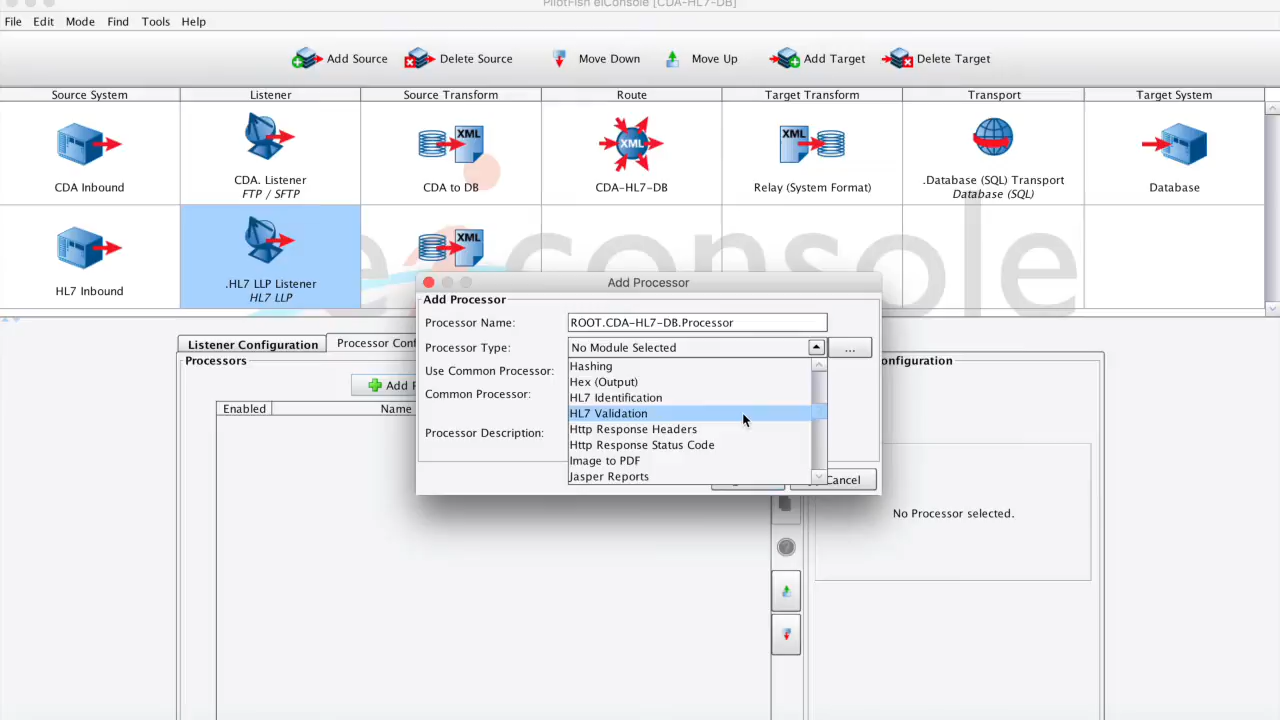 PilotFish eiConsole [CDA-HL7-DB]
File Edit Mode Find Tools Help
Add Source Delete Source Move Down Move Up Add Target Delete Target
Source System Listener Source Transform Route Target Transform Transport Target System
XML XML XML
CDA Inbound CDA. Listener CDA to DB CDA-HL7-DB Relay (System Format) .Database (SQL) Transport Database
FTP / SFTP Database (SQL)
XML
HL7 Inbound .HL7 LLP Listener
HL7 LLP
console
Add Processor
Add Processor
Processor Name: ROOT.CDA-HL7-DB.Processor
Processor Type: No Module Selected ...
Use Common Processor:
Common Processor:
Processor Description:
Hashing
Hex (Output)
HL7 Identification
HL7 Validation
Http Response Headers
Http Response Status Code
Image to PDF
Jasper Reports
Cancel
Listener Configuration Processor Conf
Processors
Add P
Enabled Name
onfiguration
No Processor selected.